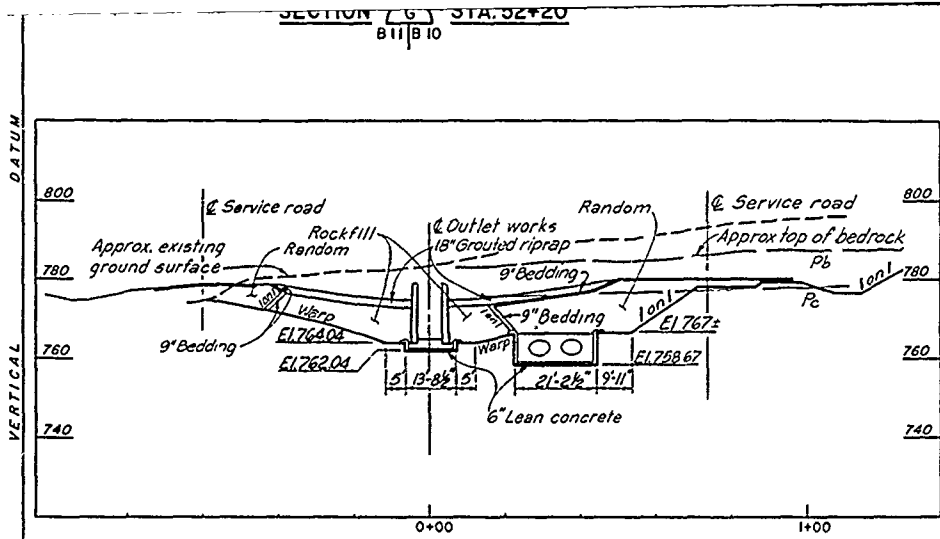 SECTION G STA. 52+20
B 11 B 10
DATUM
VERTICAL
800
780
760
740
800
780
760
740
℄ Service road
Rockfill
℄ Outlet works
18" Grouted riprap
Random
℄ Service road
Approx. existing
ground surface
Random
Approx top of bedrock
Pb
9" Bedding
1 on 1
Warp
1 on 1
9" Bedding
1 on 1
Pc
1 on 1
9" Bedding
El. 764.04
Warp
El. 767±
El. 762.04
El. 758.67
5'
13'-8½"
5'
21'-2½"
9'-11"
6" Lean concrete
0+00
1+00